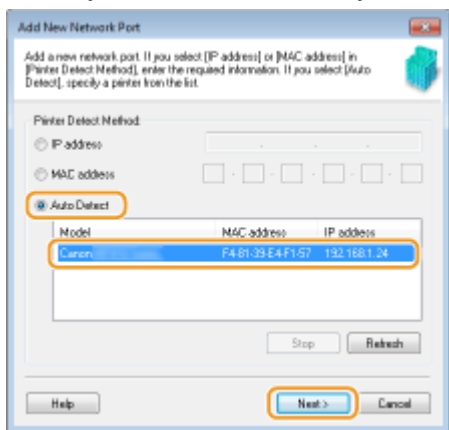 Add New Network Port
Add a new network port. If you select [IP address] or [MAC address] in
[Printer Detect Method], enter the required information. If you select [Auto
Detect], specify a printer from the list.
Printer Detect Method
IP address
MAC address
Auto Detect
Model MAC address IP address
Canon F4-81-39-E4-F1-57 192.168.1.24
Stop Refresh
Help Next > Cancel